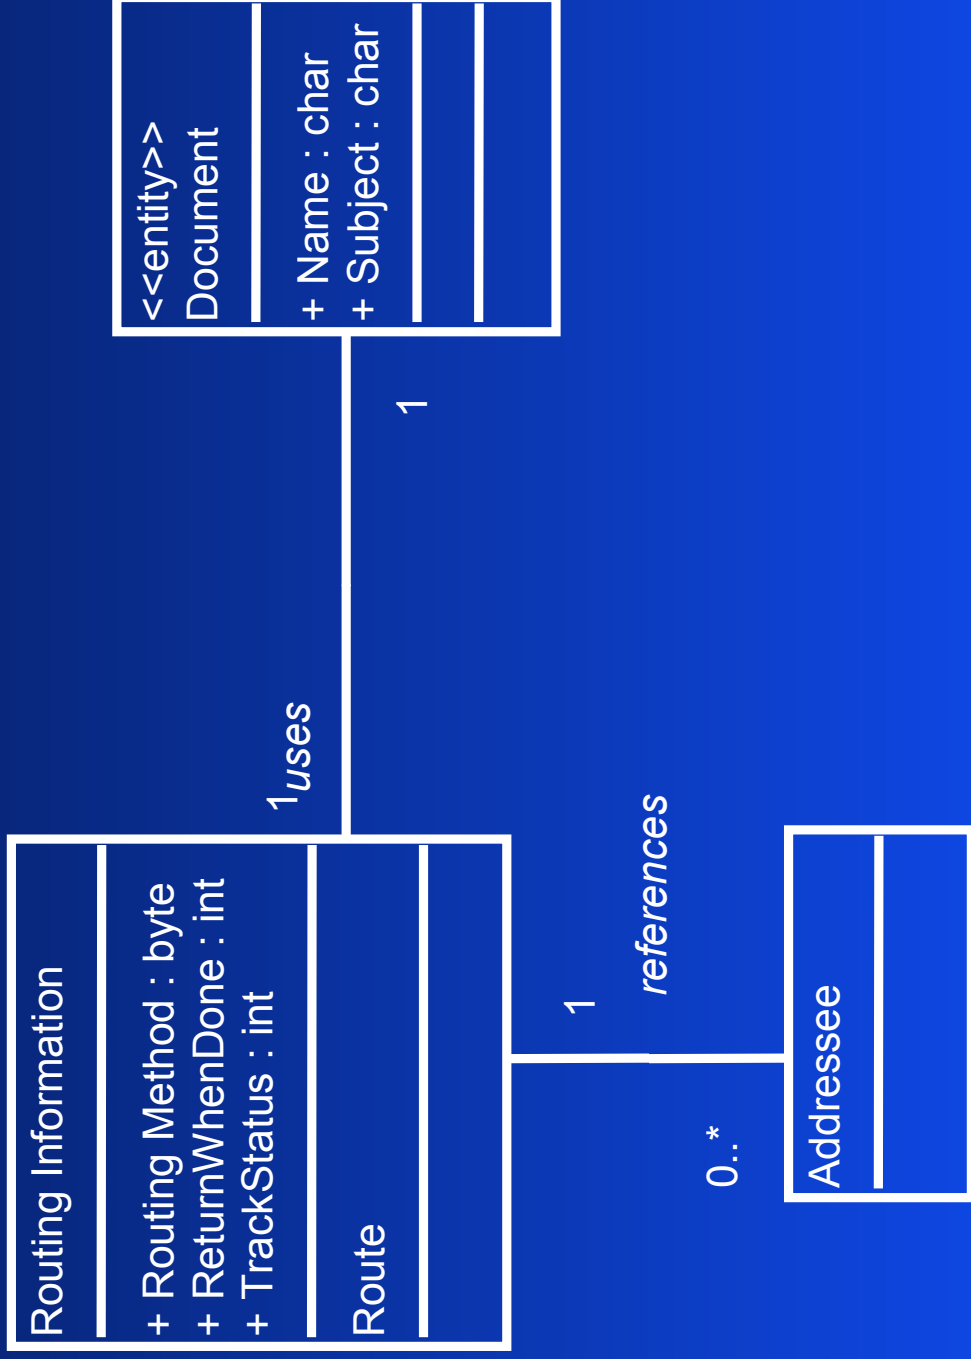 Routing Information
+ Routing Method : byte
+ ReturnWhenDone : int
+ TrackStatus : int
Route
1
uses
1
<<entity>>
Document
+ Name : char
+ Subject : char
1
references
0..*
Addressee